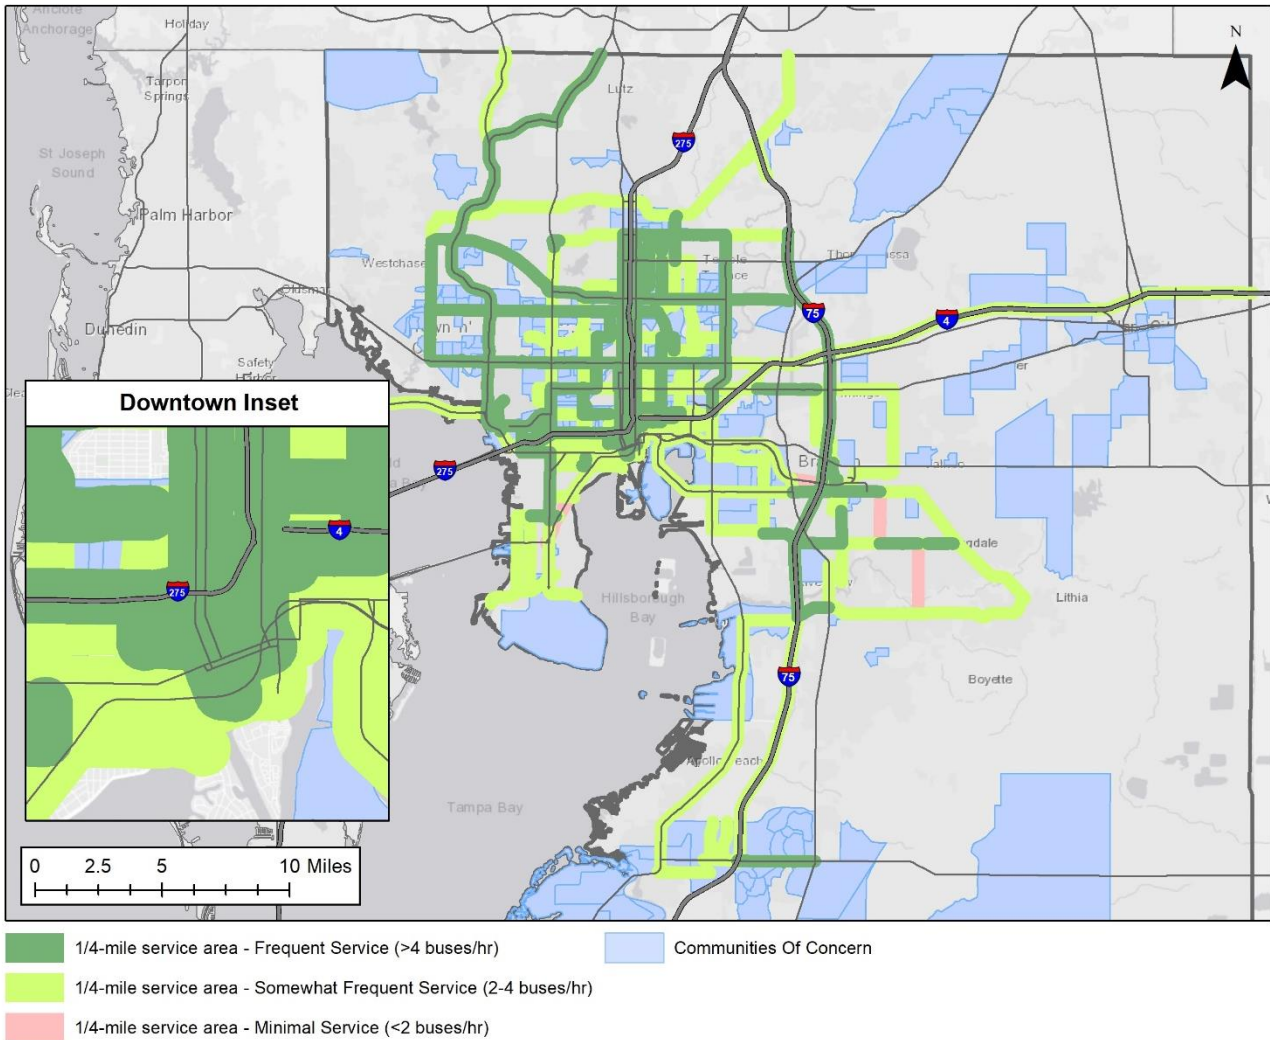 Anclote
Anchorage
Holiday
N
Tarpon
Springs
Lutz
275
St Joseph
Sound
Palm Harbor
Westchase
Oldsmar
75
4
Dunedin
Safety
Harbor
Downtown Inset
275
4
275
Lithia
Hillsborough
Bay
75
Boyette
Apollo Beach
Tampa Bay
0 2.5 5 10 Miles
1/4-mile service area - Frequent Service (>4 buses/hr)
Communities Of Concern
1/4-mile service area - Somewhat Frequent Service (2-4 buses/hr)
1/4-mile service area - Minimal Service (<2 buses/hr)